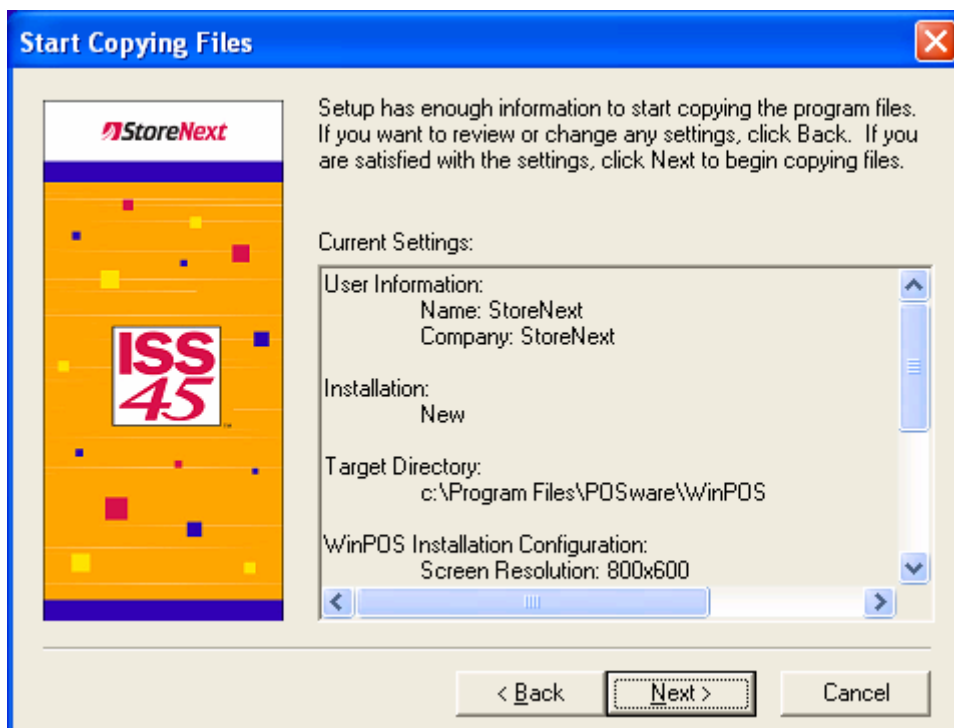 Start Copying Files
StoreNext
ISS
45
Setup has enough information to start copying the program files.
If you want to review or change any settings, click Back. If you
are satisfied with the settings, click Next to begin copying files.
Current Settings:
User Information:
Name: StoreNext
Company: StoreNext
Installation:
New
Target Directory:
c:\Program Files\POSware\WinPOS
WinPOS Installation Configuration:
Screen Resolution: 800x600
< Back
Next >
Cancel